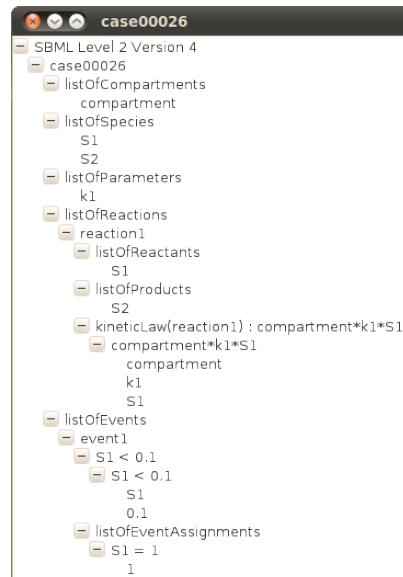 case00026
SBML Level 2 Version 4
case00026
listOfCompartments
compartment
listOfSpecies
S1
S2
listOfParameters
k1
listOfReactions
reaction1
listOfReactants
S1
listOfProducts
S2
kineticLaw(reaction1) : compartment*k1*S1
compartment*k1*S1
compartment
k1
S1
listOfEvents
event1
S1 < 0.1
S1 < 0.1
S1
0.1
listOfEventAssignments
S1 = 1
1